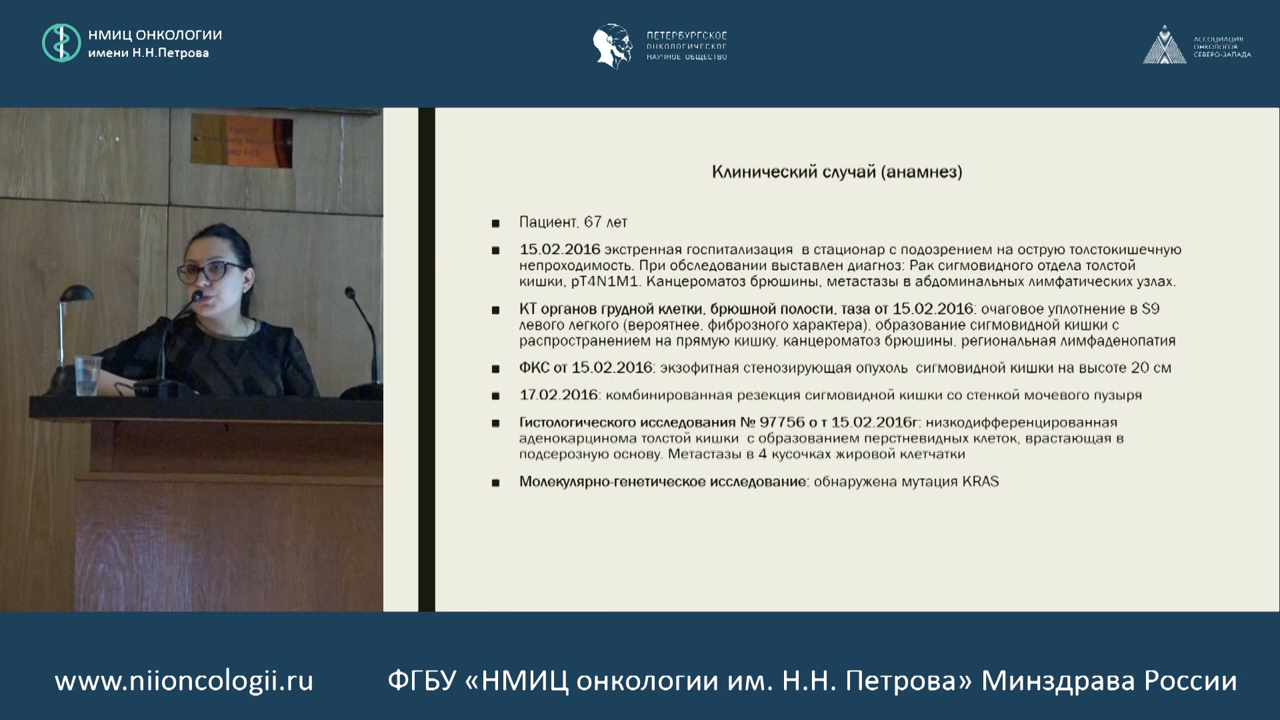 НМИЦ ОНКОЛОГИИ
имени Н.Н.Петрова
ПЕТЕРБУРГСКОЕ
ОНКОЛОГИЧЕСКОЕ
НАУЧНОЕ ОБЩЕСТВО
АССОЦИАЦИЯ
ОНКОЛОГОВ
СЕВЕРО-ЗАПАДА
Клинический случай (анамнез)
Пациент, 67 лет
15.02.2016 экстренная госпитализация в стационар с подозрением на острую толстокишечную
непроходимость. При обследовании выставлен диагноз: Рак сигмовидного отдела толстой
кишки, pT4N1M1. Канцероматоз брюшины, метастазы в абдоминальных лимфатических узлах.
КТ органов грудной клетки, брюшной полости, таза от 15.02.2016: очаговое уплотнение в S9
левого легкого (вероятнее, фиброзного характера), образование сигмовидной кишки с
распространением на прямую кишку, канцероматоз брюшины, региональная лимфаденопатия
ФКС от 15.02.2016: экзофитная стенозирующая опухоль сигмовидной кишки на высоте 20 см
17.02.2016: комбинированная резекция сигмовидной кишки со стенкой мочевого пузыря
Гистологического исследования № 97756 о т 15.02.2016г: низкодифференцированная
аденокарцинома толстой кишки с образованием перстневидных клеток, врастающая в
подсерозную основу. Метастазы в 4 кусочках жировой клетчатки
Молекулярно-генетическое исследование: обнаружена мутация KRAS
www.niioncologii.ru
ФГБУ «НМИЦ онкологии им. Н.Н. Петрова» Минздрава России